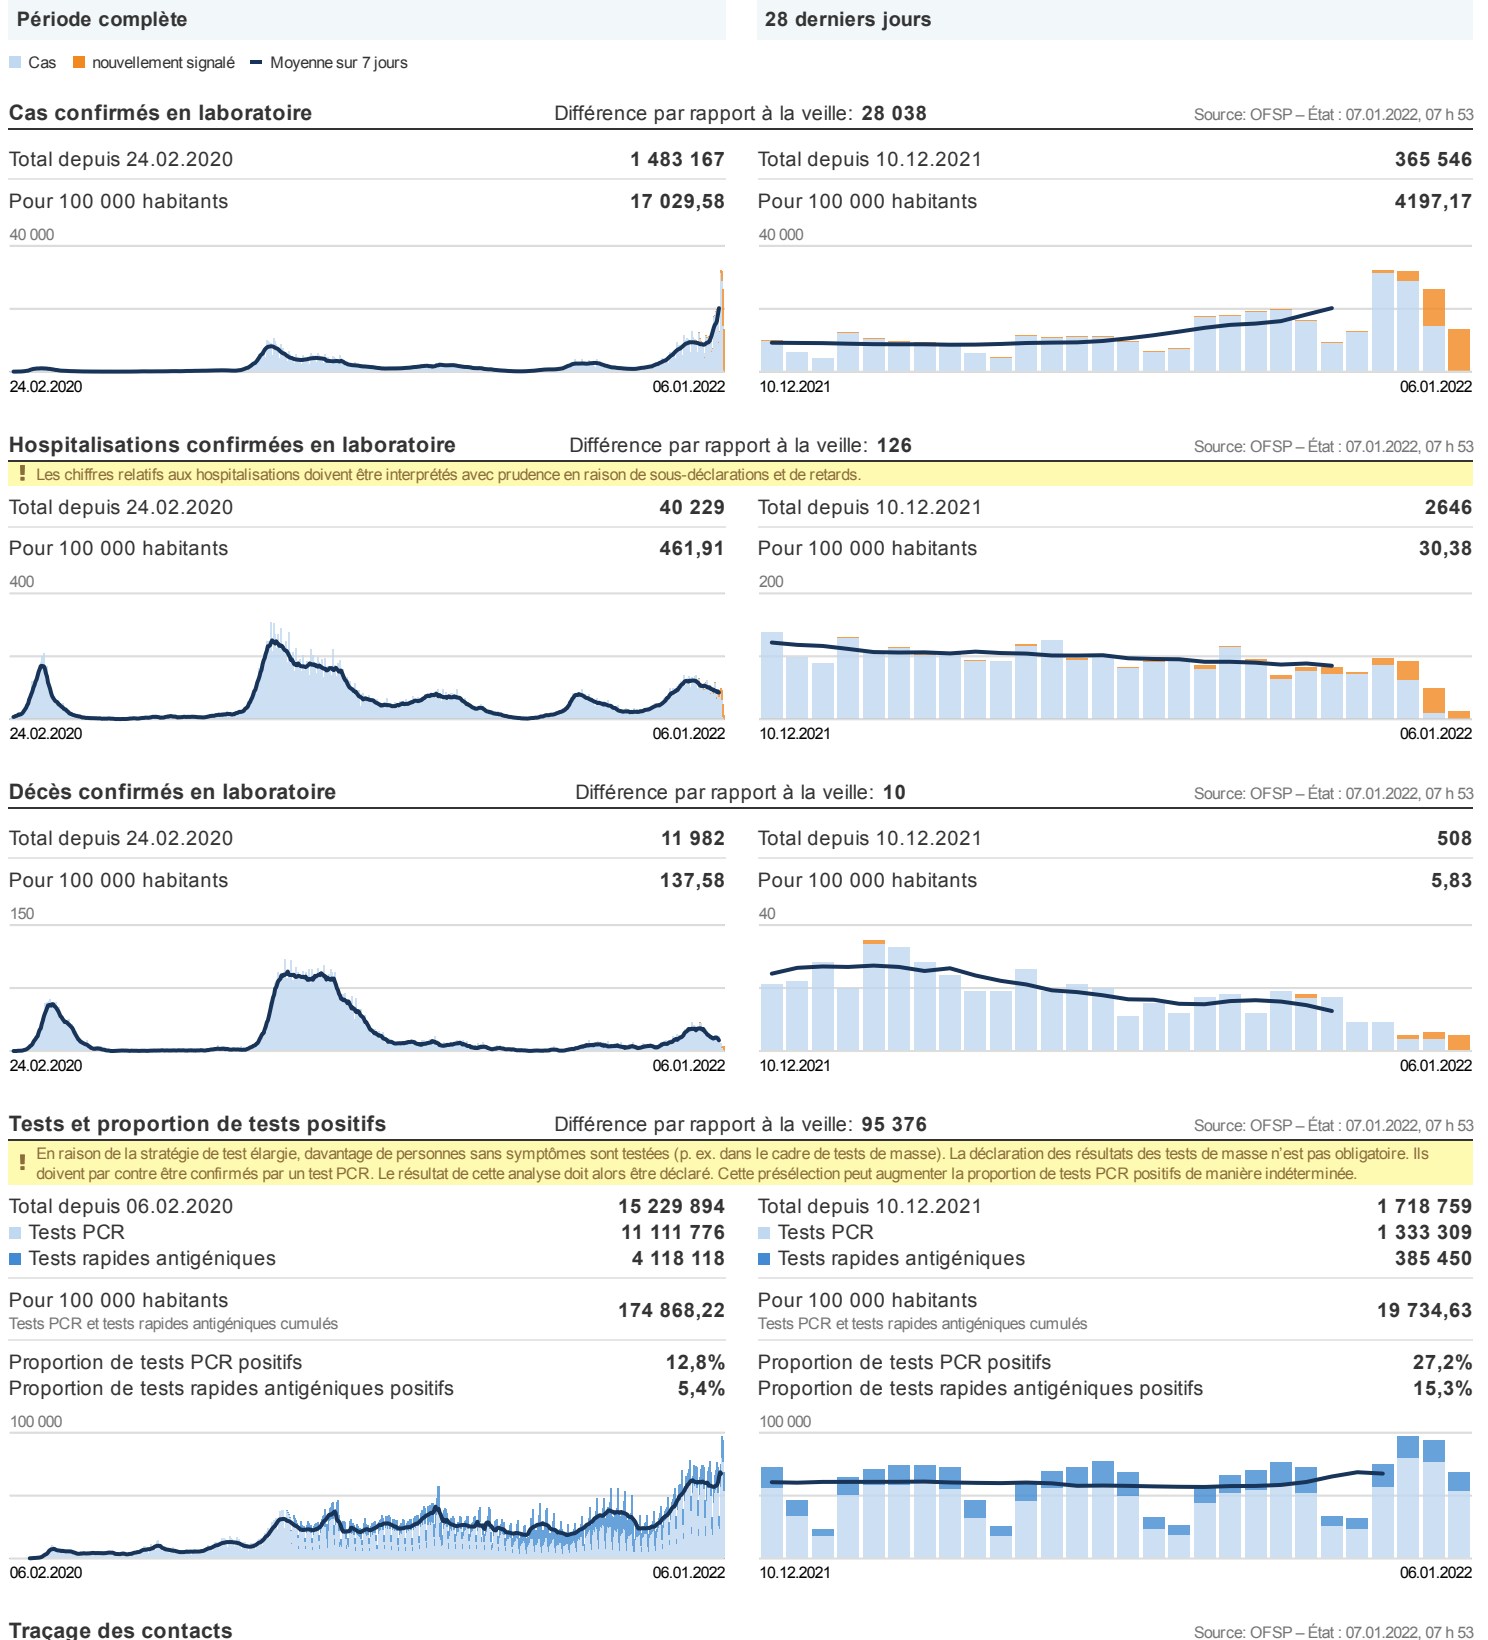 Période complète
28 derniers jours
Cas nouvellement signalé Moyenne sur 7 jours
Cas confirmés en laboratoire Différence par rapport à la veille: 28 038 Source: OFSP – État : 07.01.2022, 07 h 53
Total depuis 24.02.2020 1 483 167
Pour 100 000 habitants 17 029,58
40 000
24.02.2020 06.01.2022
Total depuis 10.12.2021 365 546
Pour 100 000 habitants 4197,17
40 000
10.12.2021 06.01.2022
Hospitalisations confirmées en laboratoire Différence par rapport à la veille: 126 Source: OFSP – État : 07.01.2022, 07 h 53
! Les chiffres relatifs aux hospitalisations doivent être interprétés avec prudence en raison de sous-déclarations et de retards.
Total depuis 24.02.2020 40 229
Pour 100 000 habitants 461,91
400
24.02.2020 06.01.2022
Total depuis 10.12.2021 2646
Pour 100 000 habitants 30,38
200
10.12.2021 06.01.2022
Décès confirmés en laboratoire Différence par rapport à la veille: 10 Source: OFSP – État : 07.01.2022, 07 h 53
Total depuis 24.02.2020 11 982
Pour 100 000 habitants 137,58
150
24.02.2020 06.01.2022
Total depuis 10.12.2021 508
Pour 100 000 habitants 5,83
40
10.12.2021 06.01.2022
Tests et proportion de tests positifs Différence par rapport à la veille: 95 376 Source: OFSP – État : 07.01.2022, 07 h 53
! En raison de la stratégie de test élargie, davantage de personnes sans symptômes sont testées (p. ex. dans le cadre de tests de masse). La déclaration des résultats des tests de masse n'est pas obligatoire. Ils
doivent par contre être confirmés par un test PCR. Le résultat de cette analyse doit alors être déclaré. Cette présélection peut augmenter la proportion de tests PCR positifs de manière indéterminée.
Total depuis 06.02.2020 15 229 894
Tests PCR 11 111 776
Tests rapides antigéniques 4 118 118
Pour 100 000 habitants 174 868,22
Tests PCR et tests rapides antigéniques cumulés
Proportion de tests PCR positifs 12,8%
Proportion de tests rapides antigéniques positifs 5,4%
100 000
06.02.2020 06.01.2022
Total depuis 10.12.2021 1 718 759
Tests PCR 1 333 309
Tests rapides antigéniques 385 450
Pour 100 000 habitants 19 734,63
Tests PCR et tests rapides antigéniques cumulés
Proportion de tests PCR positifs 27,2%
Proportion de tests rapides antigéniques positifs 15,3%
100 000
10.12.2021 06.01.2022
Traçage des contacts Source: OFSP – État : 07.01.2022, 07 h 53